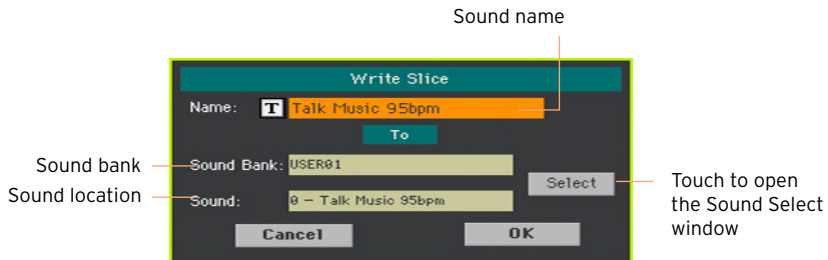 Sound name
Write Slice
Name: T Talk Music 95bpm
To
Sound bank
Sound Bank: USER01
Select
Sound location
Sound: 0 – Talk Music 95bpm
Touch to open
the Sound Select
window
Cancel OK